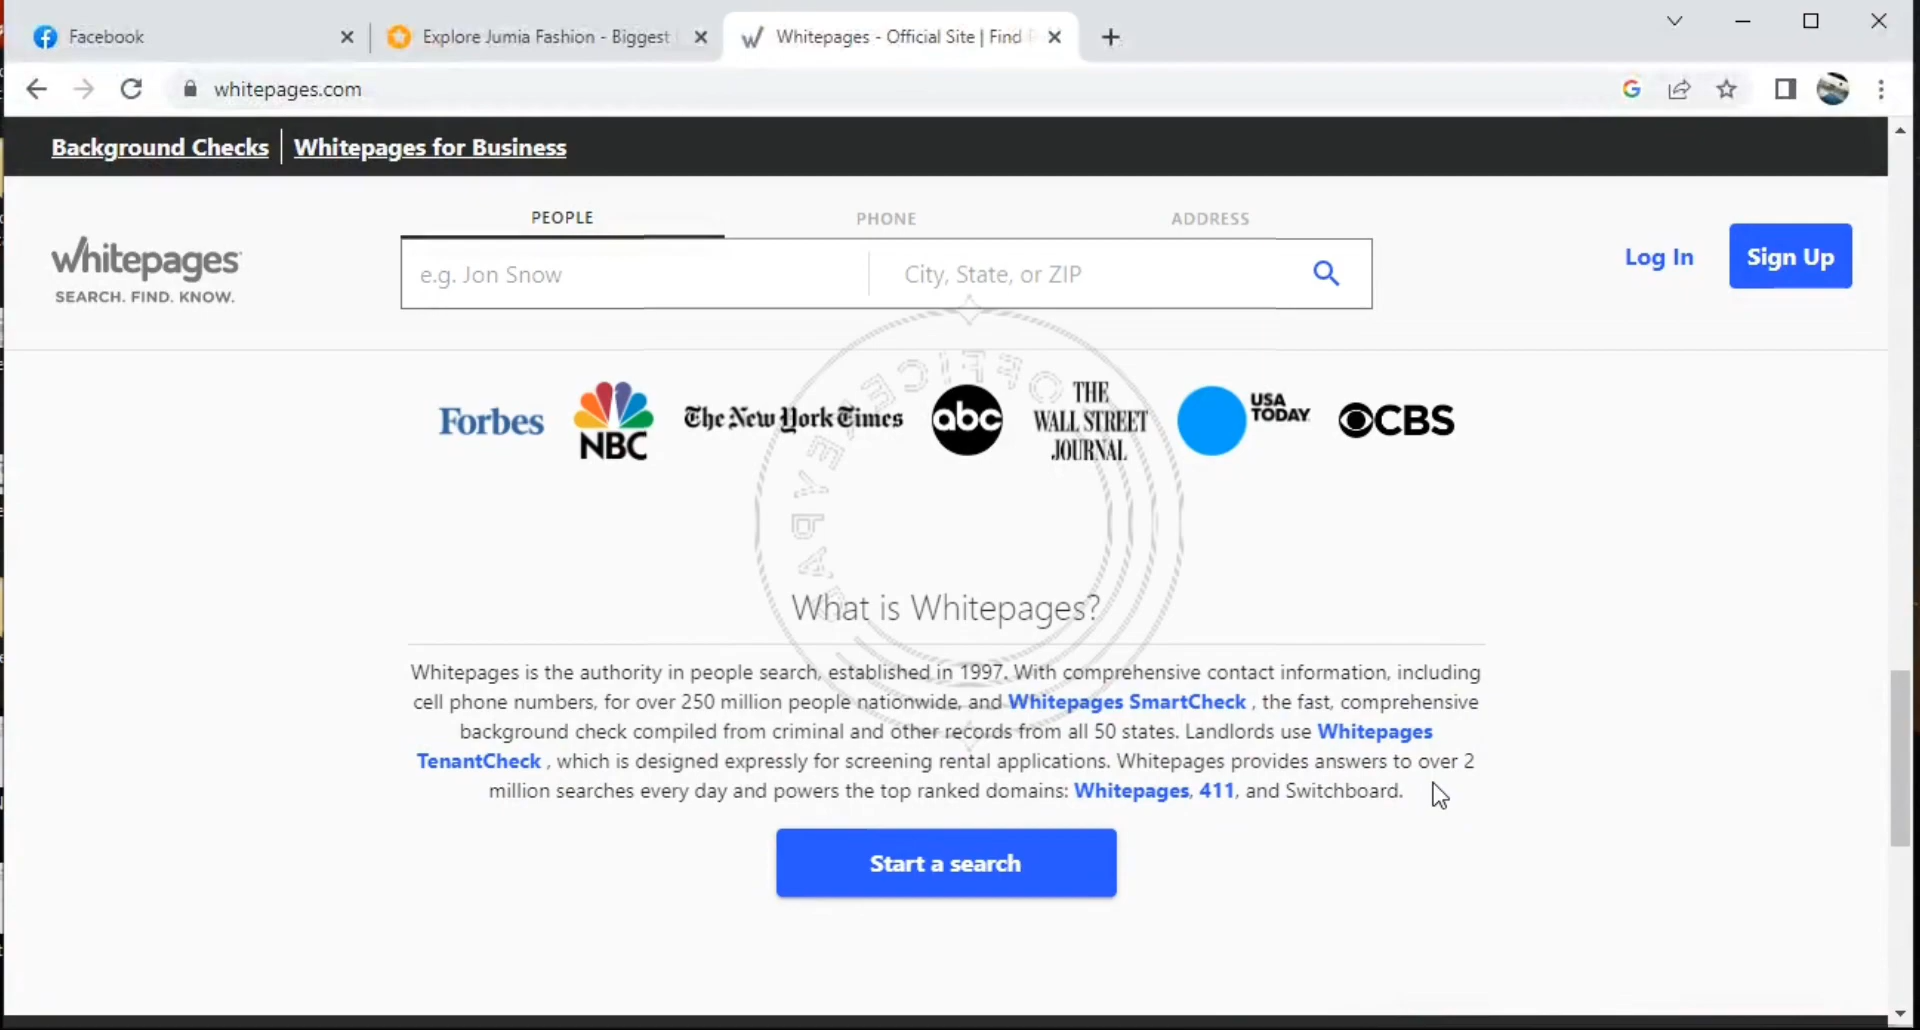 Facebook
Explore Jumia Fashion - Biggest
Whitepages - Official Site | Find
whitepages.com
Background Checks
Whitepages for Business
PEOPLE
PHONE
ADDRESS
whitepages
SEARCH. FIND. KNOW.
e.g. Jon Snow
City, State, or ZIP
Log In
Sign Up
Forbes
NBC
The New York Times
abc
THE
WALL STREET
JOURNAL
USA
TODAY
CBS
What is Whitepages?
Whitepages is the authority in people search, established in 1997. With comprehensive contact information, including
cell phone numbers, for over 250 million people nationwide, and Whitepages SmartCheck , the fast, comprehensive
background check compiled from criminal and other records from all 50 states. Landlords use Whitepages
TenantCheck , which is designed expressly for screening rental applications. Whitepages provides answers to over 2
million searches every day and powers the top ranked domains: Whitepages, 411, and Switchboard.
Start a search